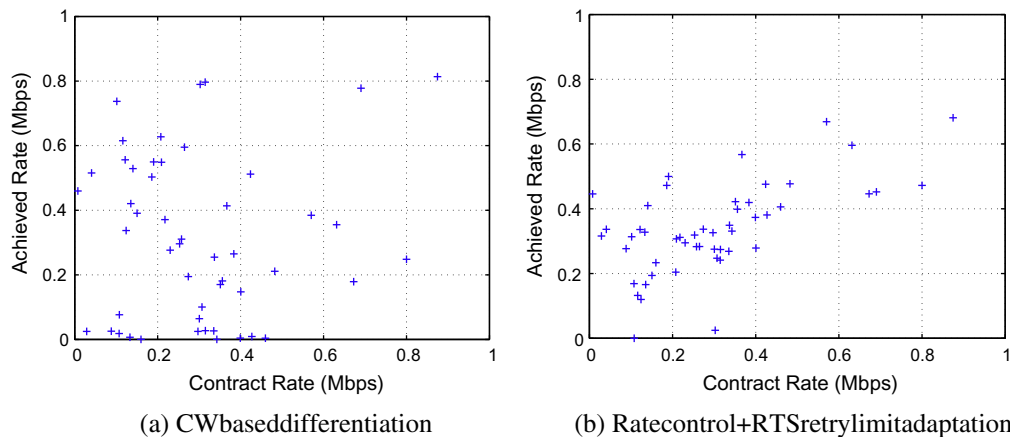 1
0.8
0.6
0.4
0.2
0
0 0.2 0.4 0.6 0.8 1
Achieved Rate (Mbps)
Contract Rate (Mbps)
(a) CWbaseddifferentiation
1
0.8
0.6
0.4
0.2
0
0 0.2 0.4 0.6 0.8 1
Achieved Rate (Mbps)
Contract Rate (Mbps)
(b) Ratecontrol+RTSretrylimitadaptation